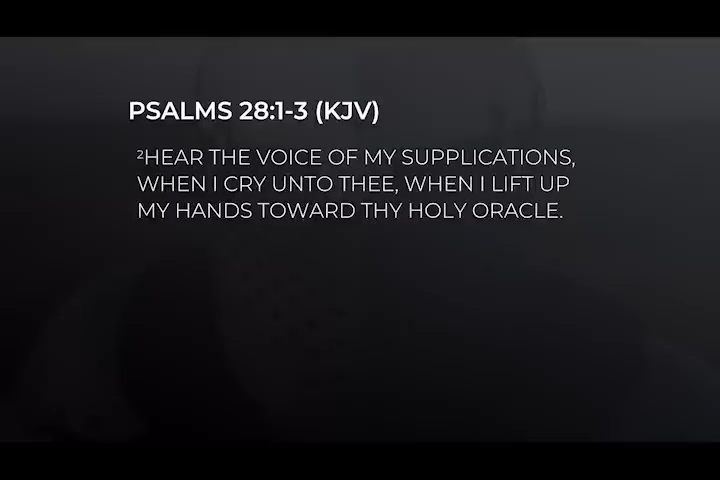 PSALMS 28:1-3 (KJV)
²HEAR THE VOICE OF MY SUPPLICATIONS,
WHEN I CRY UNTO THEE, WHEN I LIFT UP
MY HANDS TOWARD THY HOLY ORACLE.